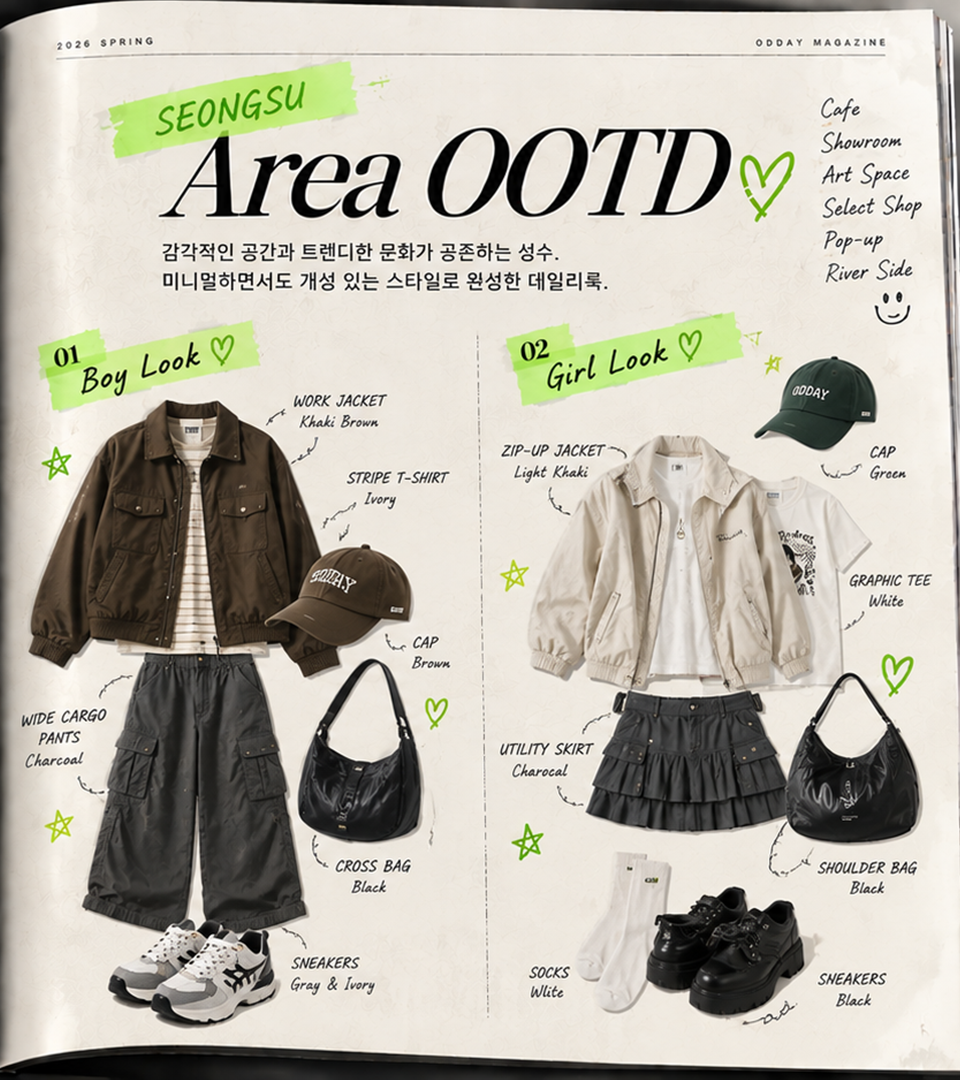 2026 SPRING
ODDAY MAGAZINE
SEONGSU
Area OOTD
감각적인 공간과 트렌디한 문화가 공존하는 성수.
미니멀하면서도 개성 있는 스타일로 완성한 데일리룩.
Cafe
Showroom
Art Space
Select Shop
Pop-up
River Side
01
Boy Look
WORK JACKET
Khaki Brown
STRIPE T-SHIRT
Ivory
CAP
Brown
WIDE CARGO
PANTS
Charcoal
CROSS BAG
Black
SNEAKERS
Gray & Ivory
02
Girl Look
ODDAY
CAP
Green
ZIP-UP JACKET
Light Khaki
GRAPHIC TEE
White
UTILITY SKIRT
Charocal
SHOULDER BAG
Black
SOCKS
Wlite
SNEAKERS
Black